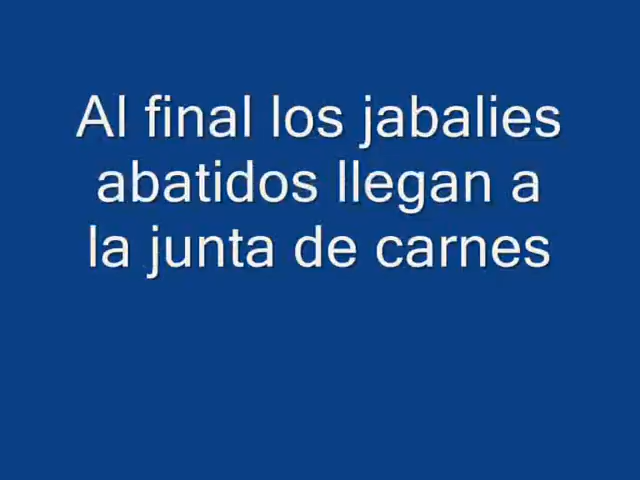 Al final los jabalies
abatidos llegan a
la junta de carnes